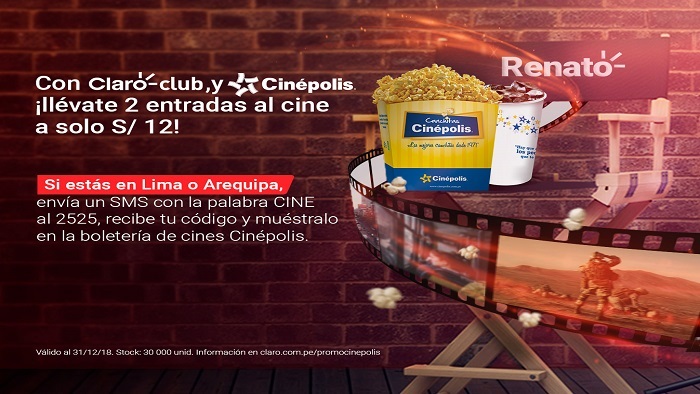 Renato
Con Claro-club, y Cinépolis.
¡llévate 2 entradas al cine
a solo S/ 12!
Canchitas
Cinépolis
Cinépolis
Si estás en Lima o Arequipa,
envía un SMS con la palabra CINE
al 2525, recibe tu código y muéstralo
en la boletería de cines Cinépolis.
Válido al 31/12/18. Stock: 30 000 unid. Información en claro.com.pe/promocinepolis